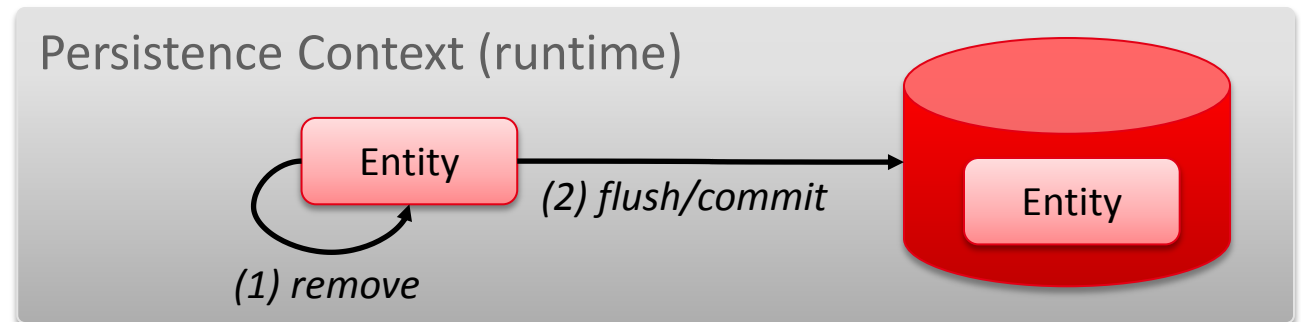 Persistence Context (runtime)
Entity
(2) flush/commit
Entity
(1) remove